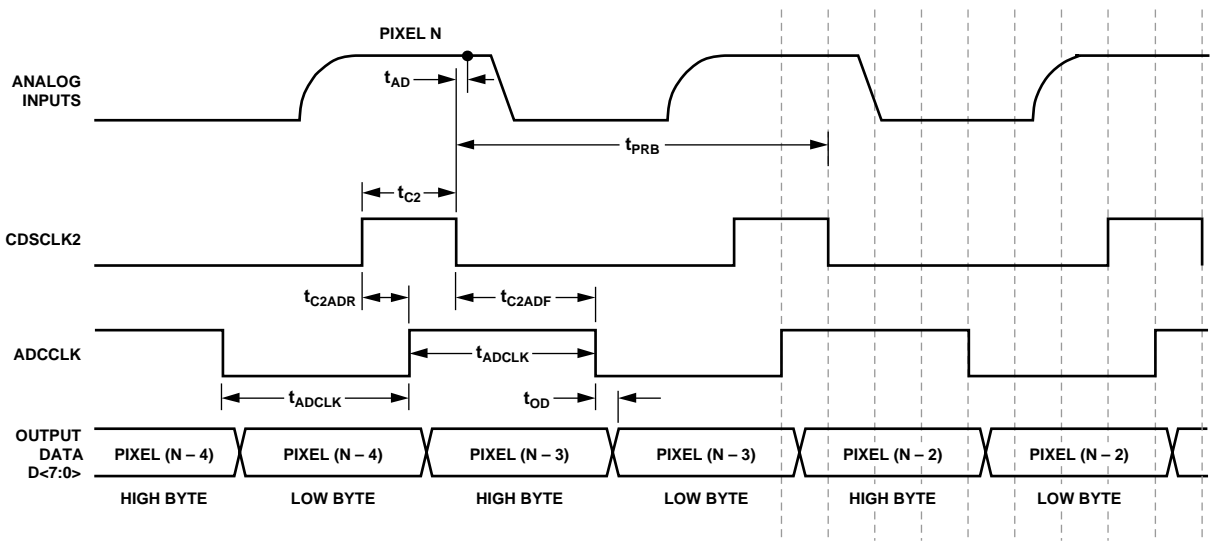 PIXEL N
ANALOG
INPUTS
tAD
tPRB
tC2
CDSCLK2
tC2ADR
tC2ADF
ADCCLK
tADCLK
tADCLK
tOD
OUTPUT
DATA
D<7:0>
PIXEL (N – 4)
PIXEL (N – 4)
PIXEL (N – 3)
PIXEL (N – 3)
PIXEL (N – 2)
PIXEL (N – 2)
HIGH BYTE
LOW BYTE
HIGH BYTE
LOW BYTE
HIGH BYTE
LOW BYTE